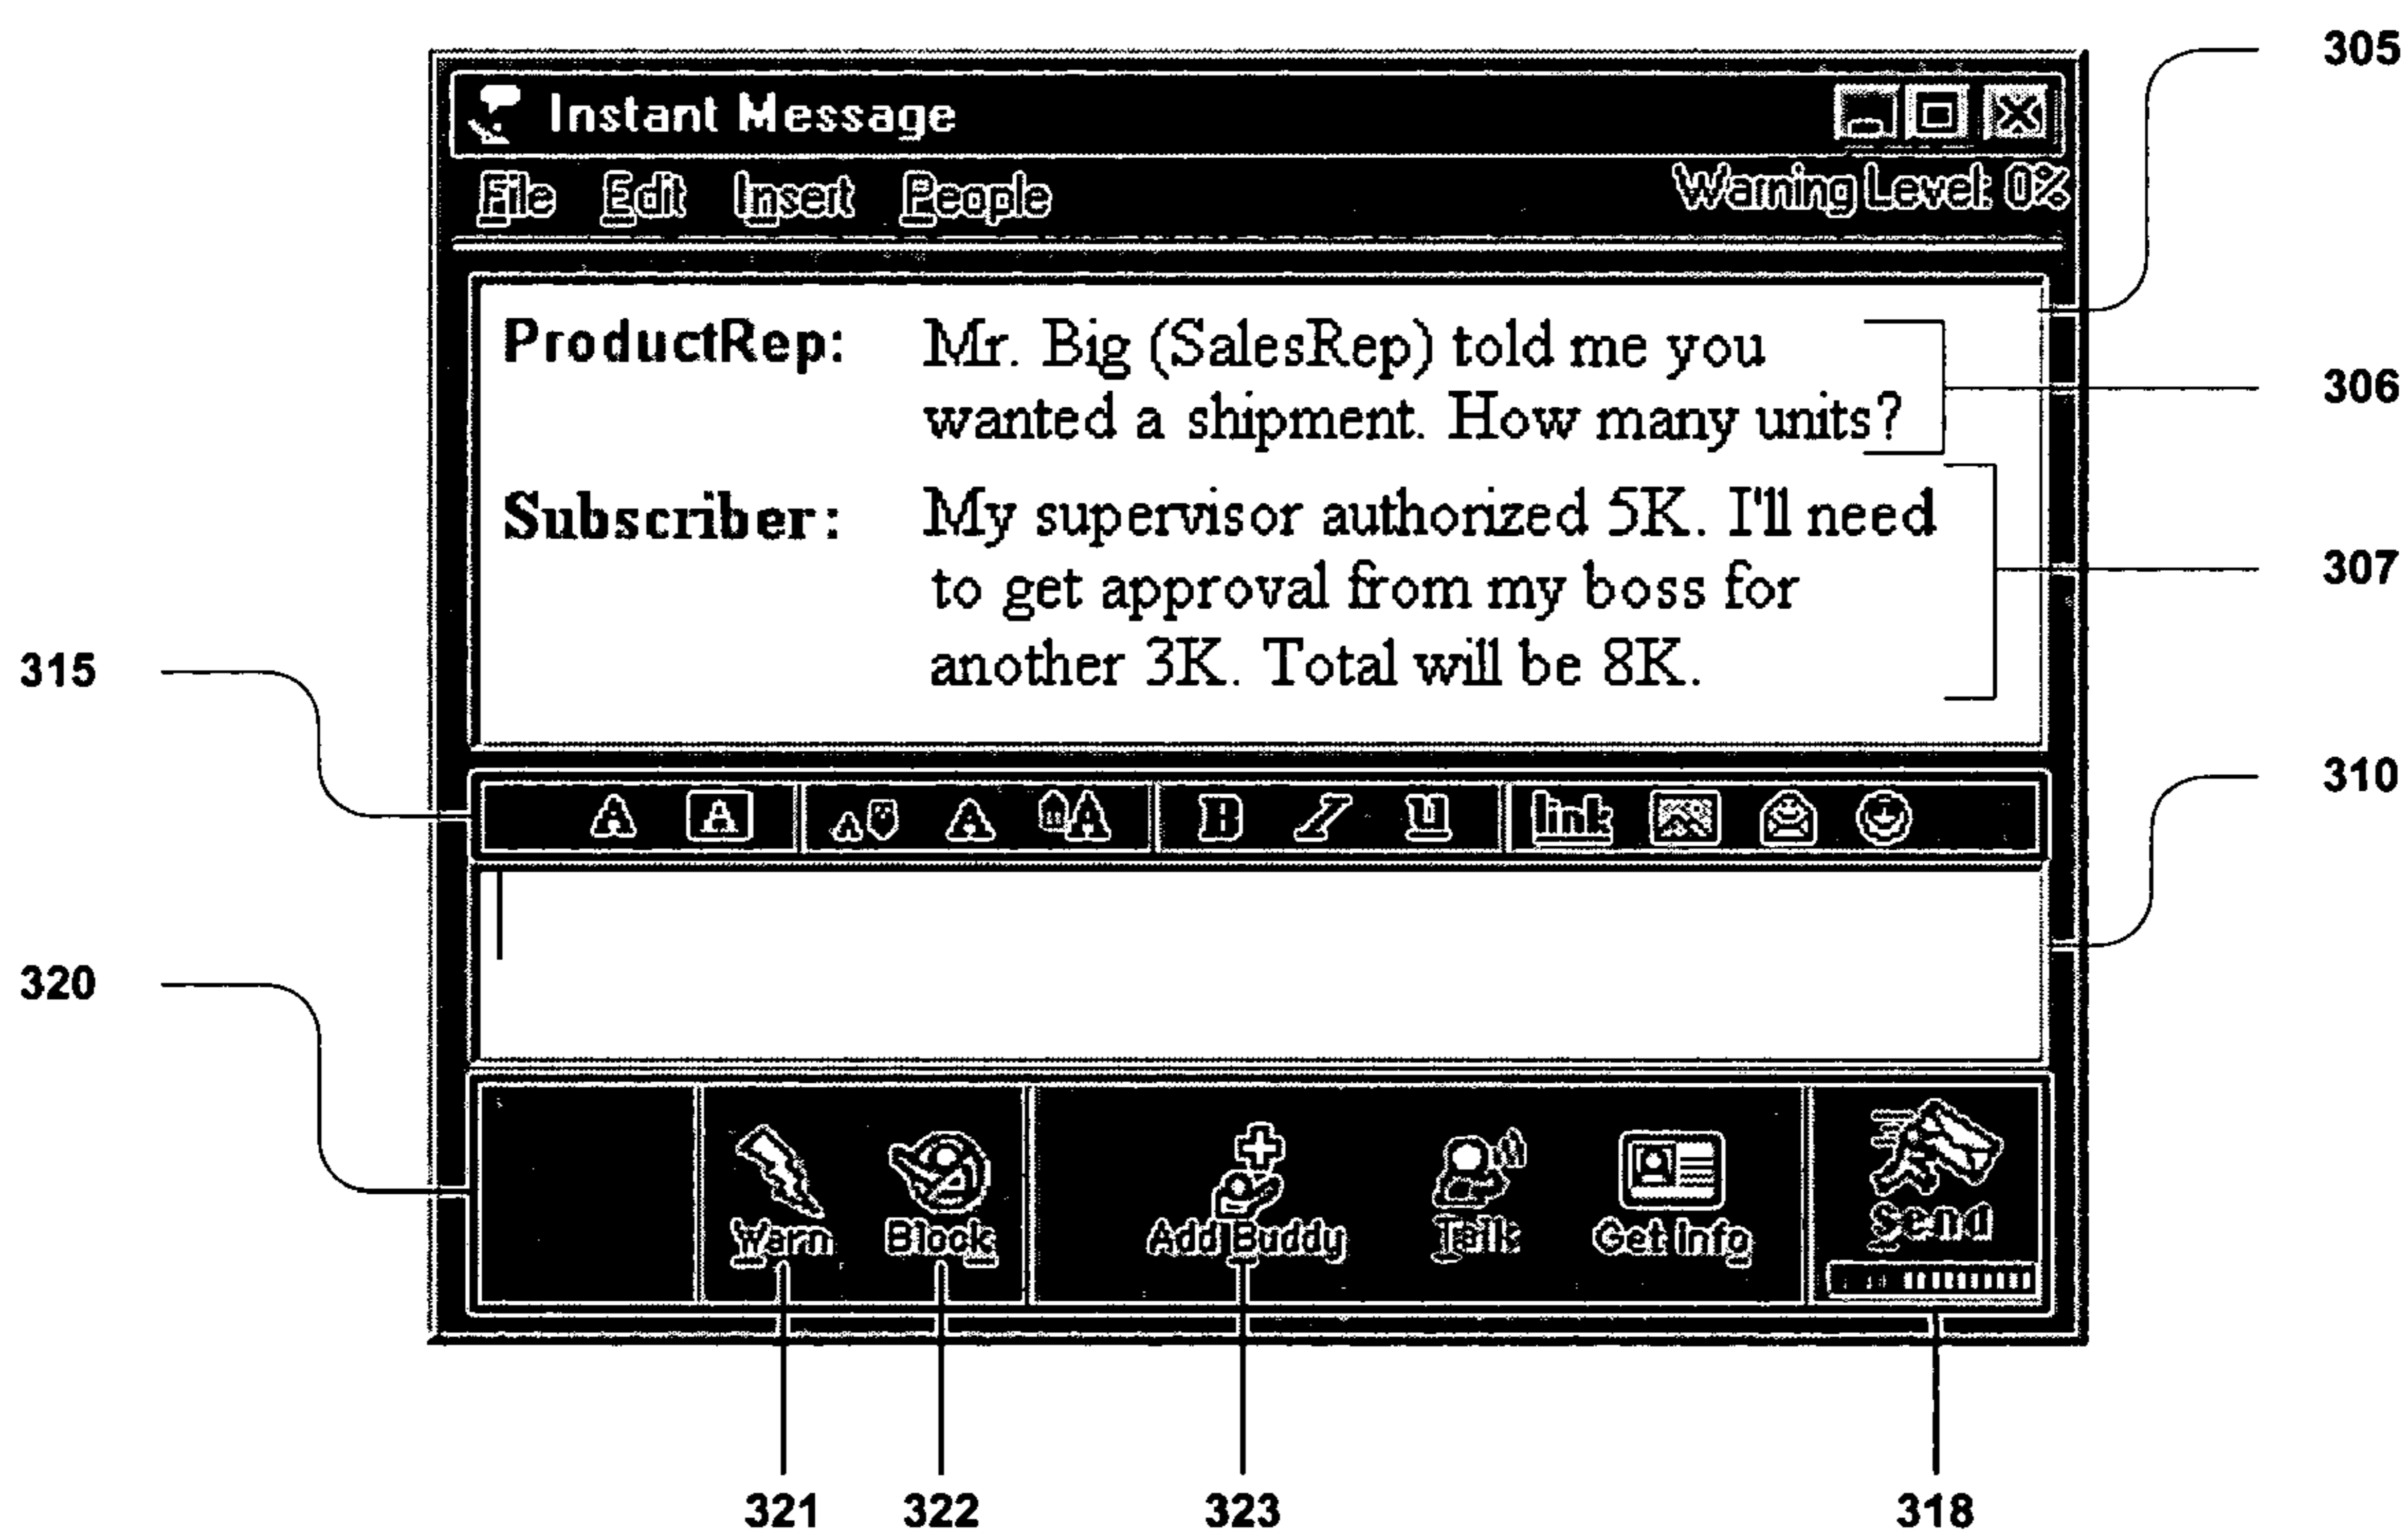 305
Instant Message
File Edit Insert People Warning Level: 0%
ProductRep: Mr. Big (SalesRep) told me you
wanted a shipment. How many units?
306
Subscriber: My supervisor authorized 5K. I'll need
to get approval from my boss for
another 3K. Total will be 8K.
307
315
310
A A A A A B I U link
320
Warn Block Add Buddy Talk Get Info Send
321 322 323 318